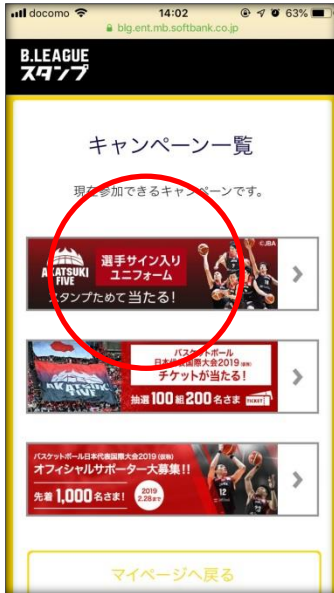 docomo 14:02 63%
blg.ent.mb.softbank.co.jp
B.LEAGUE
スタンプ
キャンペーン一覧
現在参加できるキャンペーンです。
©JBA
AKATSUKI
FIVE
選手サイン入り
ユニフォーム
スタンプためて当たる!
AKATSUKI
FIVE
バスケットボール
日本代表国際大会2019(仮称)
チケットが当たる!
抽選100組200名さま TICKET
バスケットボール日本代表国際大会2019(仮称)
オフィシャルサポーター大募集!!
先着1,000名さま!
2019
2.28まで
12
マイページへ戻る